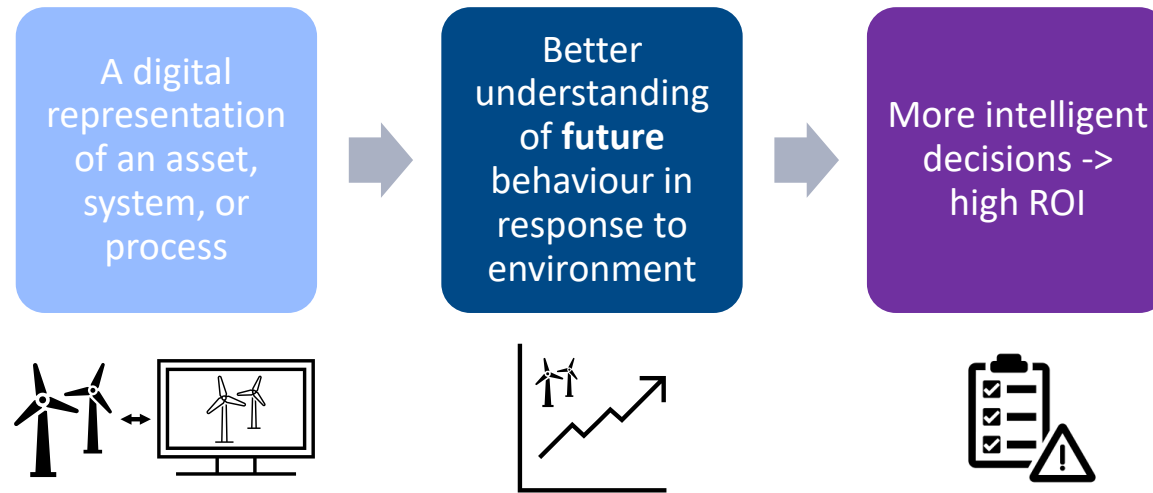 A digital
representation
of an asset,
system, or
process
Better
understanding
of future
behaviour in
response to
environment
More intelligent
decisions ->
high ROI